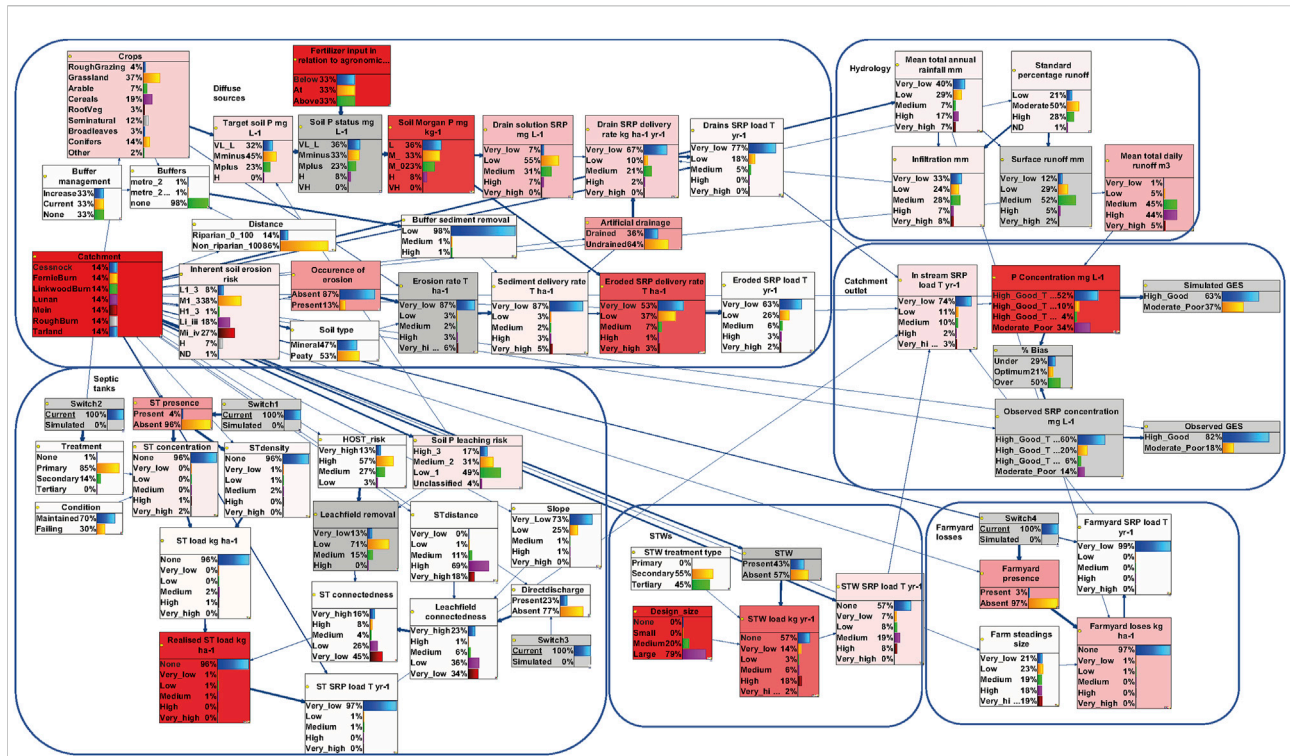 Crops
RoughGrazing 4%
Grassland 37%
Arable 7%
Cereals 19%
RootVeg 3%
Seminatural 12%
Broadleaves 3%
Conifers 14%
Other 2%
Fertilizer input in
relation to agronomic...
Below 33%
At 33%
Above 33%
Diffuse
sources
Target soil P mg
L-1
VL_L 32%
Mminus 45%
Mplus 23%
H 0%
Soil P status mg
L-1
VL_L 36%
Mminus 33%
Mplus 23%
H 8%
VH 0%
Soil Morgan P mg
kg-1
L 36%
M_ 33%
M_0 23%
H 8%
VH 0%
Drain solution SRP
mg L-1
Very_low 7%
Low 55%
Medium 31%
High 7%
Very_high 0%
Drain SRP delivery
rate kg ha-1 yr-1
Very_low 67%
Low 10%
Medium 21%
High 2%
Very_high 0%
Drains SRP load T
yr-1
Very_low 77%
Low 18%
Medium 5%
High 0%
Very_high 0%
Buffer
management
Increase 33%
Current 33%
None 33%
Buffers
metre_2 1%
metre_2... 1%
none 98%
Distance
Riparian_0_100 14%
Non_riparian_100 86%
Buffer sediment removal
Low 98%
Medium 1%
High 1%
Artificial drainage
Drained 36%
Undrained 64%
Catchment
Cessnock 14%
FernieBurn 14%
LinkwoodBurn 14%
Lunan 14%
Mein 14%
RoughBurn 14%
Tarland 14%
Inherent soil erosion
risk
L1_3 8%
M1_3 38%
H1_3 1%
Li_iii 18%
Mi_iv 27%
H 7%
ND 1%
Occurence of
erosion
Absent 87%
Present 13%
Soil type
Mineral 47%
Peaty 53%
Erosion rate T
ha-1
Very_low 87%
Low 3%
Medium 2%
High 3%
Very_hi ... 6%
Sediment delivery rate
T ha-1
Very_low 87%
Low 3%
Medium 2%
High 3%
Very_high 5%
Eroded SRP delivery
rate T ha-1
Very_low 53%
Low 37%
Medium 7%
High 1%
Very_high 3%
Eroded SRP load T
yr-1
Very_low 63%
Low 26%
Medium 6%
High 3%
Very_high 2%
Hydrology
Mean total annual
rainfall mm
Very_low 40%
Low 29%
Medium 7%
High 17%
Very_high 7%
Standard
percentage runoff
Low 21%
Moderate 50%
High 28%
ND 1%
Infiltration mm
Very_low 33%
Low 24%
Medium 28%
High 7%
Very_high 8%
Surface runoff mm
Very_low 12%
Low 29%
Medium 52%
High 5%
Very_high 2%
Mean total daily
runoff m3
Very_low 1%
Low 5%
Medium 45%
High 44%
Very_high 5%
Catchment
outlet
In stream SRP
load T yr-1
Very_low 74%
Low 11%
Medium 10%
High 2%
Very_hi ... 3%
P Concentration mg L-1
High_Good_T ...52%
High_Good_T ...10%
High_Good_T ... 4%
Moderate_Poor 34%
Simulated GES
High_Good 63%
Moderate_Poor 37%
% Bias
Under 29%
Optimum 21%
Over 50%
Observed SRP concentration
mg L-1
High_Good_T ...60%
High_Good_T ...20%
High_Good_T ... 6%
Moderate_Poor 14%
Observed GES
High_Good 82%
Moderate_Poor 18%
Septic
tanks
Switch2
Current 100%
Simulated 0%
ST presence
Present 4%
Absent 96%
Switch1
Current 100%
Simulated 0%
Treatment
None 1%
Primary 85%
Secondary 14%
Tertiary 0%
Condition
Maintained 70%
Failing 30%
ST concentration
None 96%
Very_low 0%
Low 0%
Medium 0%
High 1%
Very_high 2%
STdensity
None 96%
Very_low 1%
Low 1%
Medium 2%
High 0%
Very_high 0%
HOST_risk
Very_high 13%
High 57%
Medium 27%
Low 3%
Soil P leaching risk
High_3 17%
Medium_2 31%
Low_1 49%
Unclassified 4%
Leachfield removal
Very_low 13%
Low 71%
Medium 15%
High 0%
STdistance
Very_low 0%
Low 1%
Medium 11%
High 69%
Very_high 18%
Slope
Very_Low 73%
Low 25%
Medium 1%
High 0%
Very_high 0%
ST load kg ha-1
None 96%
Very_low 0%
Low 0%
Medium 2%
High 1%
Very_high 0%
ST connectedness
Very_high 16%
High 8%
Medium 4%
Low 26%
Very_low 45%
Leachfield
connectedness
Very_high 23%
High 1%
Medium 6%
Low 36%
Very_low 34%
Directdischarge
Present 23%
Absent 77%
Switch3
Current 100%
Simulated 0%
Realised ST load kg
ha-1
None 96%
Very_low 1%
Low 1%
Medium 1%
High 0%
Very_high 0%
ST SRP load T yr-1
Very_low 97%
Low 1%
Medium 1%
High 0%
Very_high 0%
STWs
STW treatment type
Primary 0%
Secondary 55%
Tertiary 45%
STW
Present 43%
Absent 57%
Design_size
None 0%
Small 0%
Medium 20%
Large 79%
STW load kg yr-1
None 57%
Very_low 14%
Low 3%
Medium 6%
High 18%
Very_hi ... 2%
STW SRP load T yr-1
None 57%
Very_low 7%
Low 8%
Medium 19%
High 8%
Very_high 0%
Farmyard
losses
Switch4
Current 100%
Simulated 0%
Farmyard SRP load T
yr-1
Very_low 99%
Low 0%
Medium 0%
High 0%
Very_high 0%
Farmyard
presence
Present 3%
Absent 97%
Farm steadings
size
Very_low 21%
Low 23%
Medium 19%
High 18%
Very_hi ...19%
Farmyard loses kg
ha-1
None 97%
Very_low 1%
Low 1%
Medium 0%
High 0%
Very_high 0%